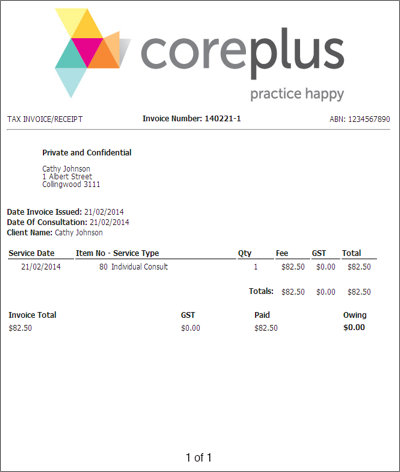 coreplus
practice happy
TAX INVOICE/RECEIPT Invoice Number: 140221-1 ABN: 1234567890
Private and Confidential
Cathy Johnson
1 Albert Street
Collingwood 3111
Date Invoice Issued: 21/02/2014
Date Of Consultation: 21/02/2014
Client Name: Cathy Johnson
Service Date Item No - Service Type Qty Fee GST Total
21/02/2014 80 Individual Consult 1 $82.50 $0.00 $82.50
Totals: $82.50 $0.00 $82.50
Invoice Total GST Paid Owing
$82.50 $0.00 $82.50 $0.00
1 of 1